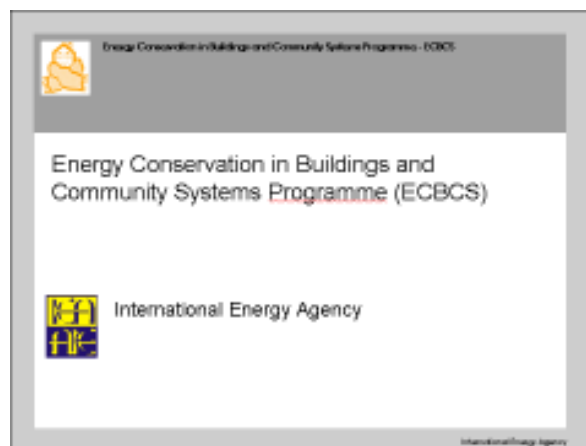 Energy Conservation in Buildings and Community Systems Programme - ECBCS
Energy Conservation in Buildings and
Community Systems Programme (ECBCS)
International Energy Agency
International Energy Agency